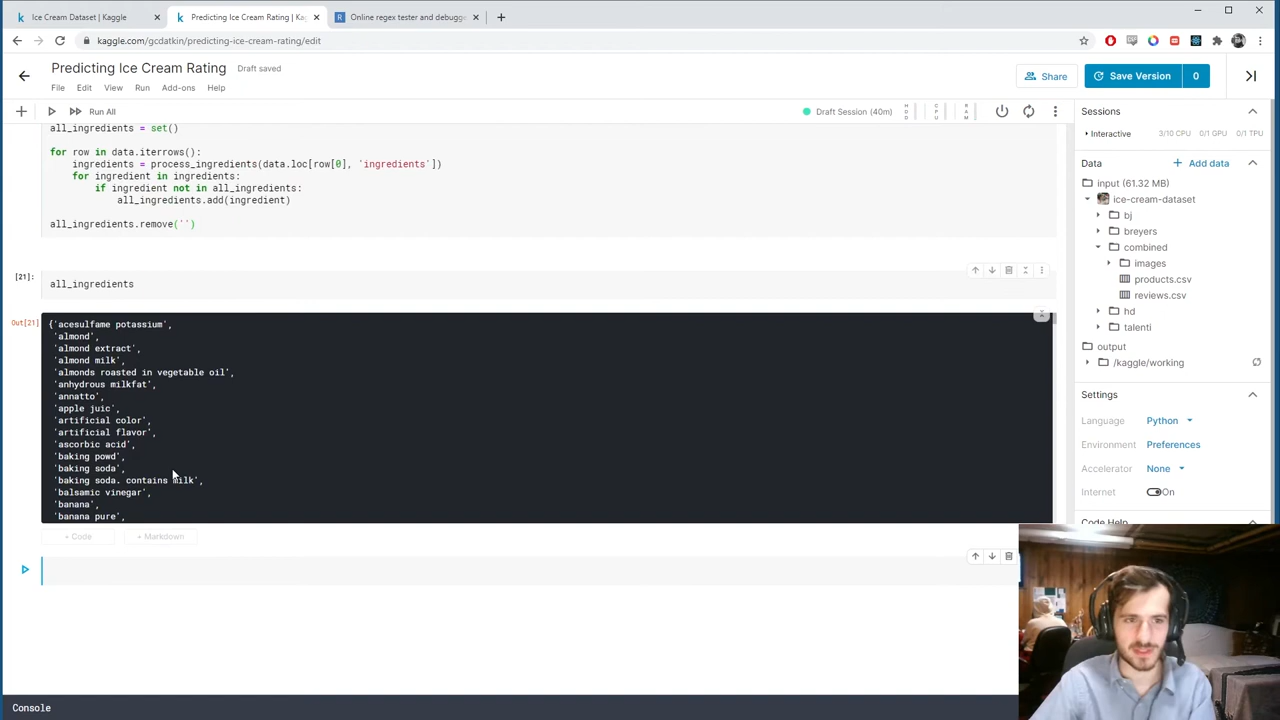 Ice Cream Dataset | Kaggle
Predicting Ice Cream Rating | Ka
Online regex tester and debugge
kaggle.com/gcdatkin/predicting-ice-cream-rating/edit
Predicting Ice Cream Rating
Draft saved
Share
Save Version
0
File Edit View Run Add-ons Help
Run All
Draft Session (40m)
all_ingredients = set()
for row in data.iterrows():
ingredients = process_ingredients(data.loc[row[0], 'ingredients'])
for ingredient in ingredients:
if ingredient not in all_ingredients:
all_ingredients.add(ingredient)
all_ingredients.remove('')
[21]:
all_ingredients
Out[21]
{'acesulfame potassium',
'almond',
'almond extract',
'almond milk',
'almonds roasted in vegetable oil',
'anhydrous milkfat',
'annatto',
'apple juic',
'artificial color',
'artificial flavor',
'ascorbic acid',
'baking powd',
'baking soda',
'baking soda. contains milk',
'balsamic vinegar',
'banana',
'banana pure',
+ Code
+ Markdown
Console
Sessions
Interactive
3/10 CPU 0/1 GPU 0/1 TPU
Data
+ Add data
input (61.32 MB)
ice-cream-dataset
bj
breyers
combined
images
products.csv
reviews.csv
hd
talenti
output
/kaggle/working
Settings
Language Python
Environment Preferences
Accelerator None
Internet On
Code Help